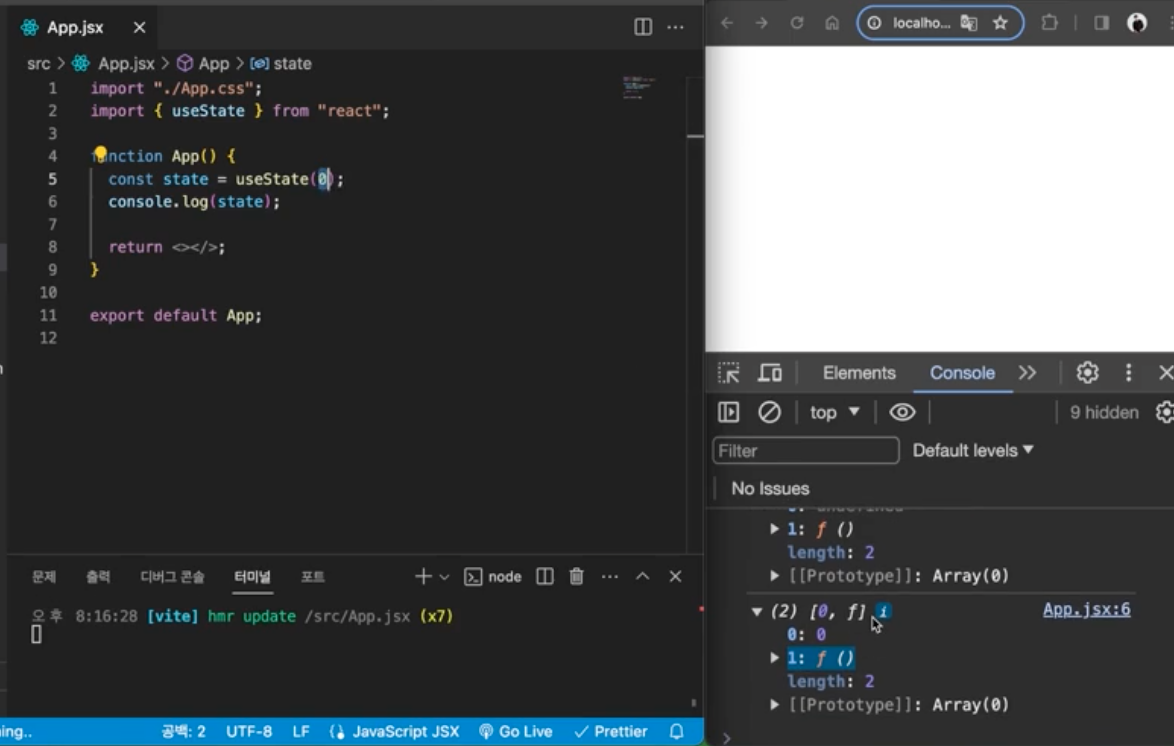 App.jsx
localho...
src > App.jsx > App > state
1 import "./App.css";
2 import { useState } from "react";
3
4 function App() {
5 const state = useState(0);
6 console.log(state);
7
8 return <></>;
9 }
10
11 export default App;
12
Elements Console
top ▼ 9 hidden
Filter Default levels ▼
No Issues
0: undefined
▶ 1: ƒ ()
length: 2
▶ [[Prototype]]: Array(0)
▼ (2) [0, ƒ] i App.jsx:6
0: 0
▶ 1: ƒ ()
length: 2
▶ [[Prototype]]: Array(0)
>
문제 출력 디버그 콘솔 터미널 포트 node
오후 8:16:28 [vite] hmr update /src/App.jsx (x7)
ing.. 공백: 2 UTF-8 LF JavaScript JSX Go Live Prettier